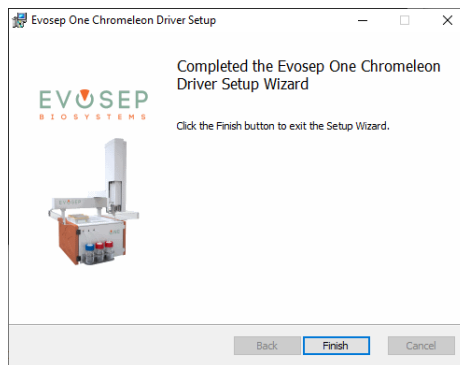 Evosep One Chromeleon Driver Setup
Completed the Evosep One Chromeleon
Driver Setup Wizard
EVOSEP
BIOSYSTEMS
Click the Finish button to exit the Setup Wizard.
EVOSEP
Back
Finish
Cancel